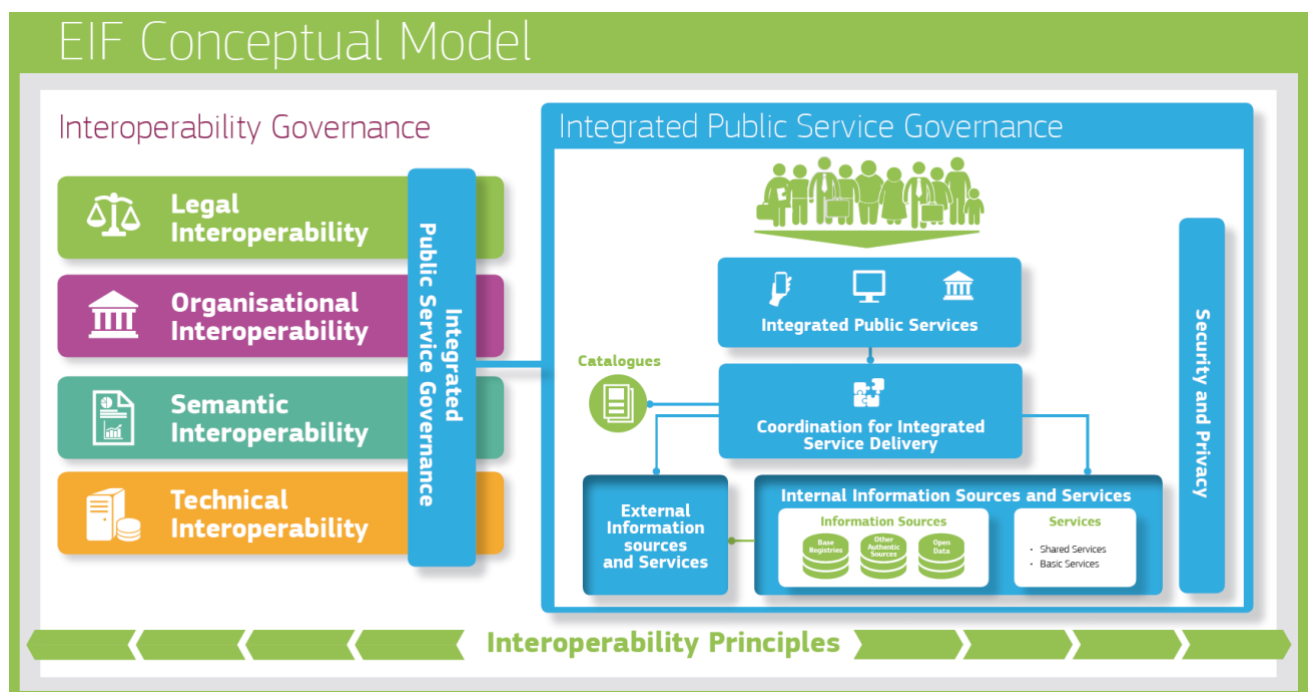 EIF Conceptual Model
Interoperability Governance
Legal
Interoperability
Organisational
Interoperability
Semantic
Interoperability
Technical
Interoperability
Integrated
Public Service Governance
Integrated Public Service Governance
Integrated Public Services
Catalogues
Coordination for Integrated
Service Delivery
External
Information
sources
and Services
Internal Information Sources and Services
Information Sources
Base
Registries
Other
Authentic
Sources
Open
Data
Services
• Shared Services
• Basic Services
Security and Privacy
Interoperability Principles